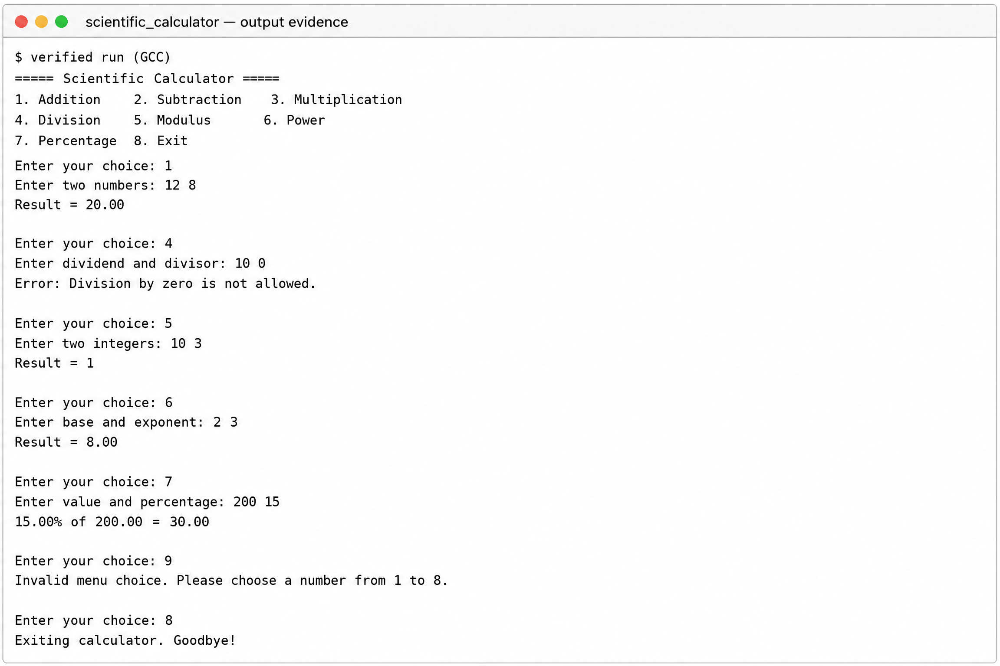 scientific_calculator — output evidence
$ verified run (GCC)
===== Scientific Calculator =====
1. Addition    2. Subtraction    3. Multiplication
4. Division    5. Modulus       6. Power
7. Percentage  8. Exit
Enter your choice: 1
Enter two numbers: 12 8
Result = 20.00
Enter your choice: 4
Enter dividend and divisor: 10 0
Error: Division by zero is not allowed.
Enter your choice: 5
Enter two integers: 10 3
Result = 1
Enter your choice: 6
Enter base and exponent: 2 3
Result = 8.00
Enter your choice: 7
Enter value and percentage: 200 15
15.00% of 200.00 = 30.00
Enter your choice: 9
Invalid menu choice. Please choose a number from 1 to 8.
Enter your choice: 8
Exiting calculator. Goodbye!